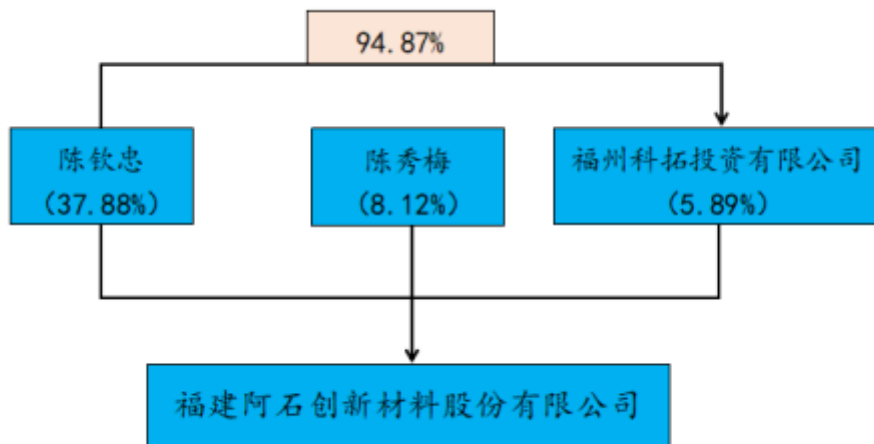 94.87%
陈钦忠
(37.88%)
陈秀梅
(8.12%)
福州科拓投资有限公司
(5.89%)
福建阿石创新材料股份有限公司